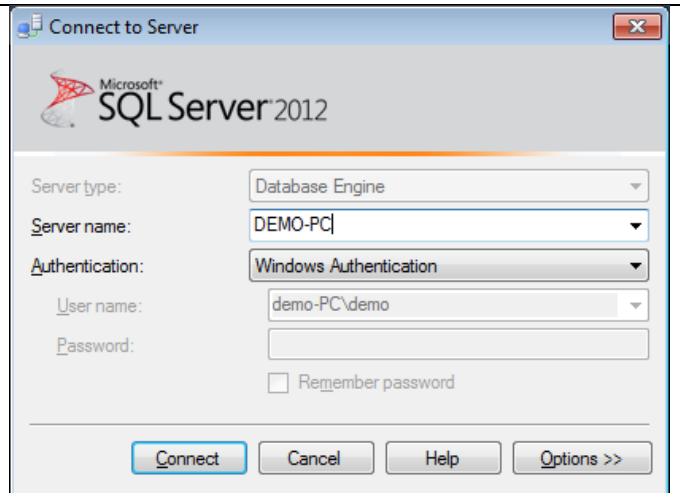 Connect to Server
Microsoft®
SQL Server® 2012
Server type: Database Engine
Server name: DEMO-PC
Authentication: Windows Authentication
User name: demo-PC\demo
Password:
Remember password
Connect Cancel Help Options >>